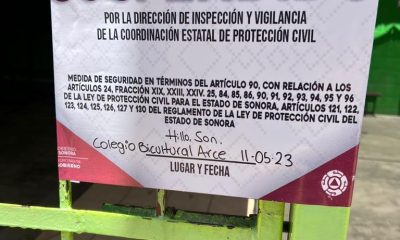 POR LA DIRECCIÓN DE INSPECCIÓN Y VIGILANCIA
DE LA COORDINACIÓN ESTATAL DE PROTECCIÓN CIVIL
MEDIDA DE SEGURIDAD EN TÉRMINOS DEL ARTÍCULO 90, CON RELACIÓN A LOS
ARTÍCULOS 24, FRACCIÓN XIX, XXIII, XXIV. 25, 84, 85, 86, 90, 91, 92, 93, 94, 95 Y 96
DE LA LEY DE PROTECCIÓN CIVIL PARA EL ESTADO DE SONORA, ARTÍCULOS 121, 122,
123, 124, 125, 126, 127 Y 130 DEL REGLAMENTO DE LA LEY DE PROTECCIÓN CIVIL DEL
ESTADO DE SONORA
Hillo, Son.
Colegio Bicultural Arce 11-05-23
LUGAR Y FECHA
SONORA
GOBIERNO